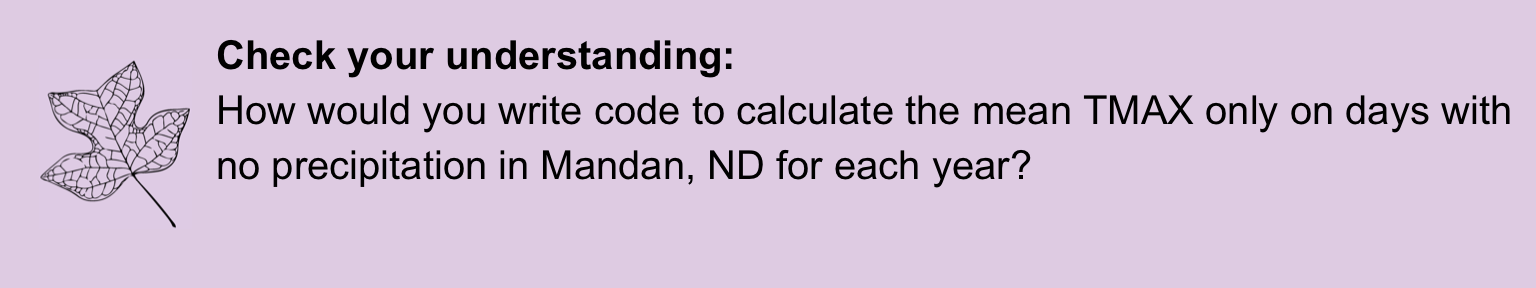 Check your understanding:
How would you write code to calculate the mean TMAX only on days with
no precipitation in Mandan, ND for each year?